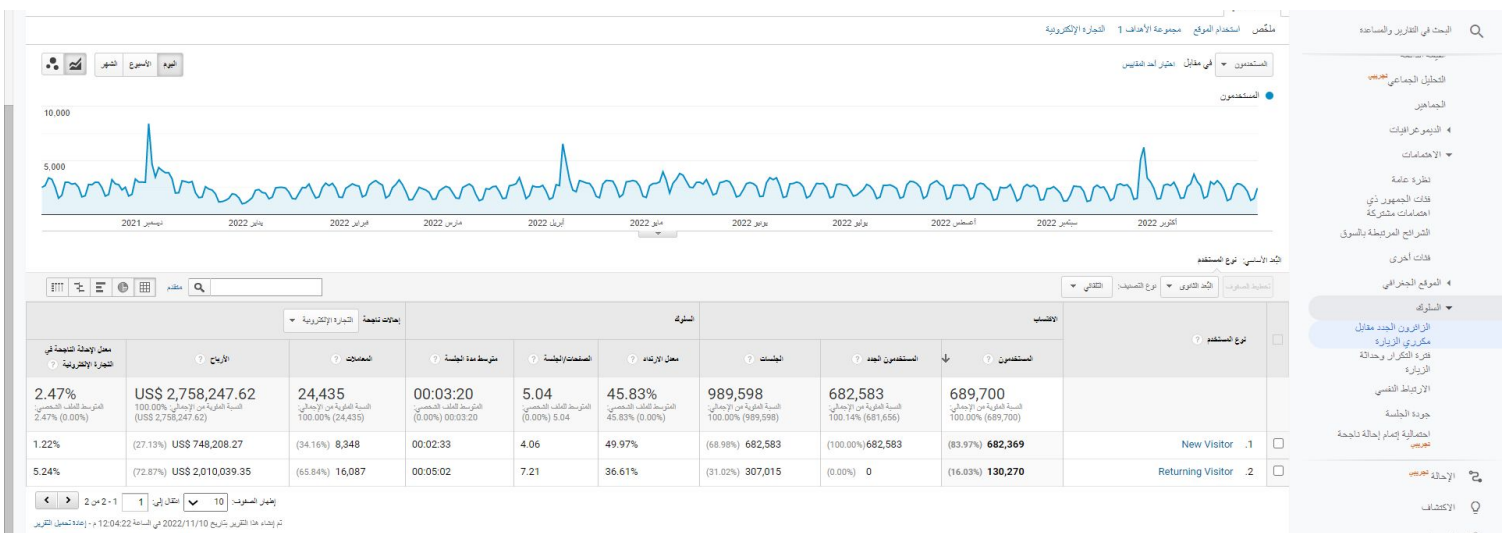 البحث في التقارير والمساعدة
التحليل الجماعي تجريبي
الجماهير
الديموغرافيات
الاهتمامات
نظرة عامة
فئات الجمهور ذي
اهتمامات مشتركة
الشرائح المرتبطة بالسوق
فئات أخرى
الموقع الجغرافي
السلوك
الزائرون الجدد مقابل
مكرري الزيارة
فترة التكرار وحداثة
الزيارة
الارتباط النفسي
جودة الجلسة
احتمالية إتمام إحالة ناجحة
تجريبي
الإحالة تجريبي
الاكتشاف
ملخّص استخدام الموقع مجموعة الأهداف 1 التجارة الإلكترونية
المستخدمون في مقابل اختيار أحد المقاييس
اليوم الأسبوع الشهر
المستخدمون
10,000
5,000
ديسمبر 2021 يناير 2022 فبراير 2022 مارس 2022 أبريل 2022 مايو 2022 يونيو 2022 يوليو 2022 أغسطس 2022 سبتمبر 2022 أكتوبر 2022
البُعد الأساسي: نوع المستخدم
تخطيط الصفوف البُعد الثانوي نوع التصنيف: التلقائي
متقدم
نوع المستخدم ?
الاكتساب السلوك إحالات ناجحة التجارة الإلكترونية
المستخدمون ? المستخدمون الجدد ? الجلسات ? معدل الارتداد ? الصفحات/الجلسة ? متوسط مدة الجلسة ? المعاملات ? الأرباح ? معدل الإحالة الناجحة في
التجارة الإلكترونية ?
689,700 682,583 989,598 45.83% 5.04 00:03:20 24,435 US$ 2,758,247.62 2.47%
النسبة المئوية من الإجمالي: النسبة المئوية من الإجمالي: النسبة المئوية من الإجمالي: المتوسط للملف الشخصي: المتوسط للملف الشخصي: المتوسط للملف الشخصي: النسبة المئوية من الإجمالي: النسبة المئوية من الإجمالي: 100.00% المتوسط للملف الشخصي:
100.00% (689,700) 100.14% (681,656) 100.00% (989,598) 45.83% (0.00%) 5.04 (0.00%) 00:03:20 (0.00%) 100.00% (24,435) (US$ 2,758,247.62) 2.47% (0.00%)
1. New Visitor 682,369 (83.97%) 682,583 (100.00%) 682,583 (68.98%) 49.97% 4.06 00:02:33 8,348 (34.16%) US$ 748,208.27 (27.13%) 1.22%
2. Returning Visitor 130,270 (16.03%) 0 (0.00%) 307,015 (31.02%) 36.61% 7.21 00:05:02 16,087 (65.84%) US$ 2,010,039.35 (72.87%) 5.24%
إظهار الصفوف: 10 انتقال إلى: 1 1 - 2 من 2
تم إنشاء هذا التقرير بتاريخ 2022/11/10 في الساعة 12:04:22 م - إعادة تحميل التقرير